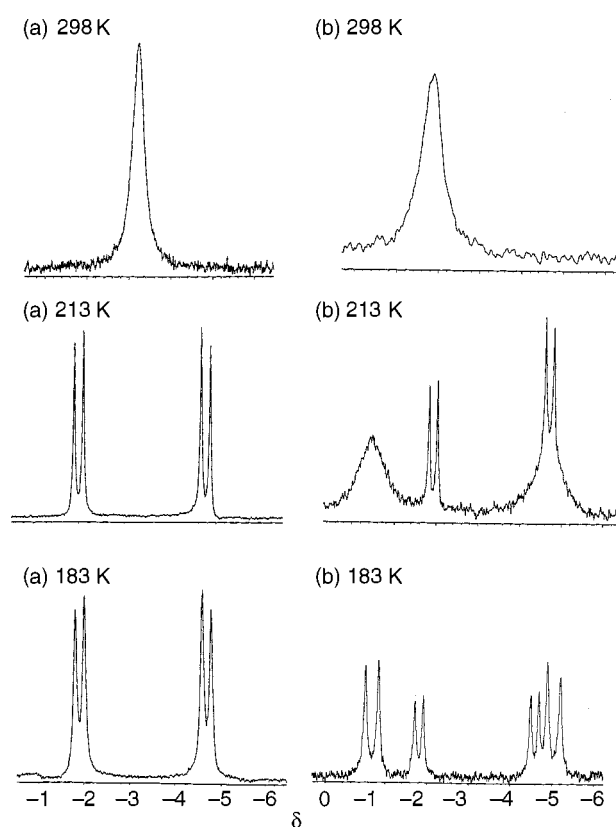 (a) 298 K
(b) 298 K
(a) 213 K
(b) 213 K
(a) 183 K
(b) 183 K
−1 −2 −3 −4 −5 −6
0 −1 −2 −3 −4 −5 −6
δ